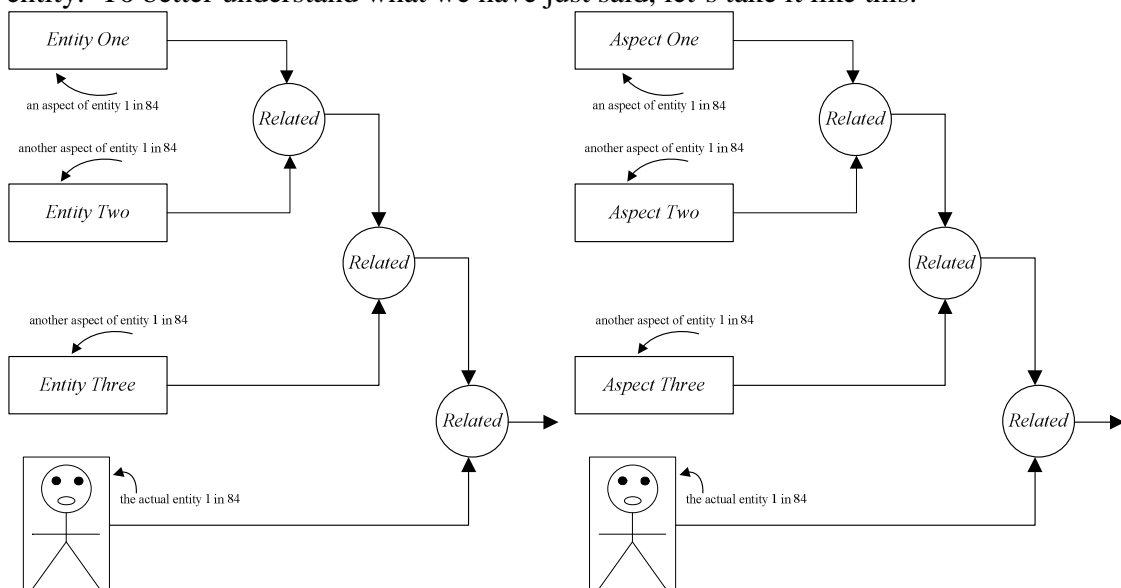 entity. To better understand what we have just said, let's take it like this:
Entity One
an aspect of entity 1 in 84
Related
another aspect of entity 1 in 84
Entity Two
Related
another aspect of entity 1 in 84
Entity Three
Related
the actual entity 1 in 84
Aspect One
an aspect of entity 1 in 84
Related
another aspect of entity 1 in 84
Aspect Two
Related
another aspect of entity 1 in 84
Aspect Three
Related
the actual entity 1 in 84